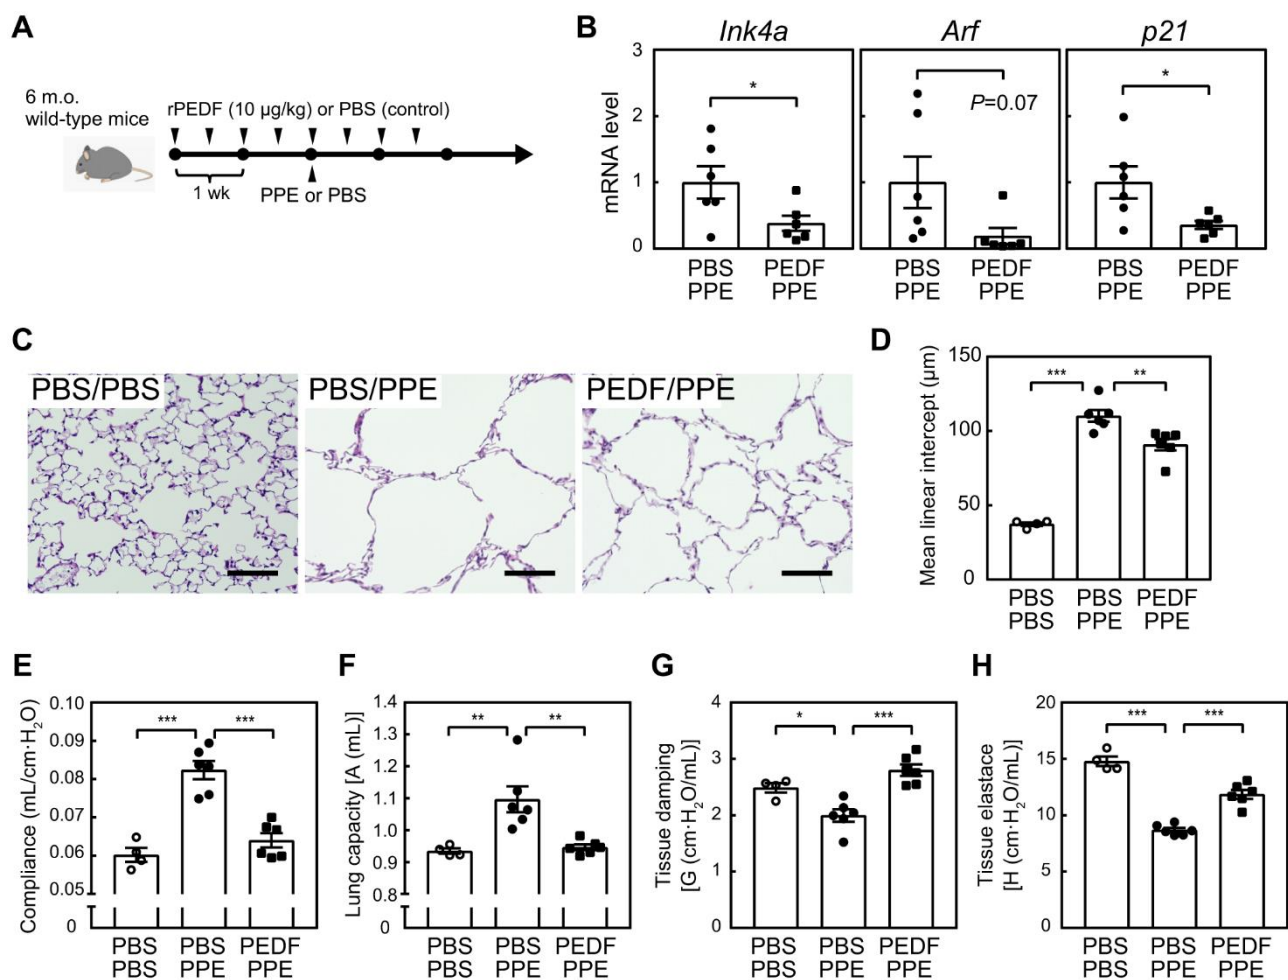 A
6 m.o.
wild-type mice
rPEDF (10 µg/kg) or PBS (control)
1 wk
PPE or PBS
B
Ink4a
Arf
p21
mRNA level
3
2
1
0
*
P=0.07
*
PBS
PPE
PEDF
PPE
PBS
PPE
PEDF
PPE
PBS
PPE
PEDF
PPE
C
PBS/PBS
PBS/PPE
PEDF/PPE
D
Mean linear intercept (µm)
150
100
50
0
***
**
PBS
PBS
PBS
PPE
PEDF
PPE
E
Compliance (mL/cm·H₂O)
0.10
0.09
0.08
0.07
0.06
0.05
0
***
***
PBS
PBS
PBS
PPE
PEDF
PPE
F
Lung capacity [A (mL)]
1.4
1.3
1.2
1.1
1.0
0.9
0.8
0
**
**
PBS
PBS
PBS
PPE
PEDF
PPE
G
Tissue damping
[G (cm·H₂O/mL)]
4
3
2
1
0
*
***
PBS
PBS
PBS
PPE
PEDF
PPE
H
Tissue elastace
[H (cm·H₂O/mL)]
20
15
10
5
0
***
***
PBS
PBS
PBS
PPE
PEDF
PPE